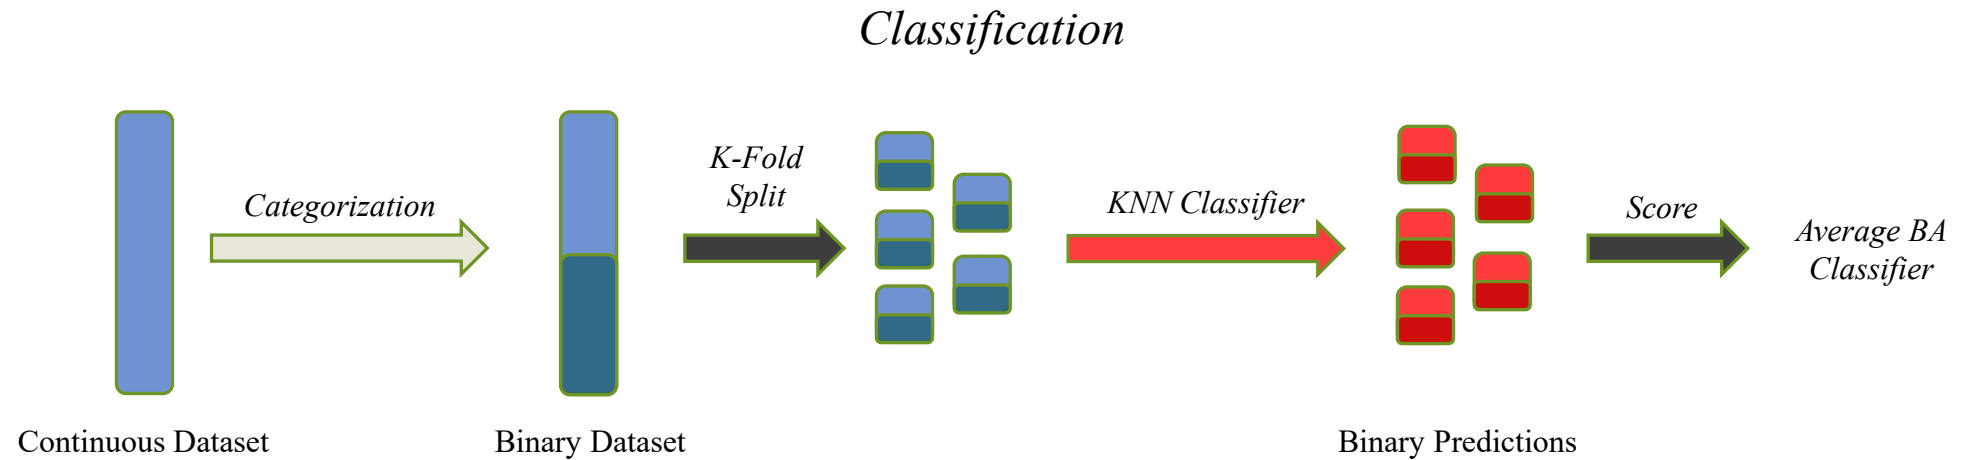 Classification
Categorization
K-Fold
Split
KNN Classifier
Score
Average BA
Classifier
Continuous Dataset
Binary Dataset
Binary Predictions